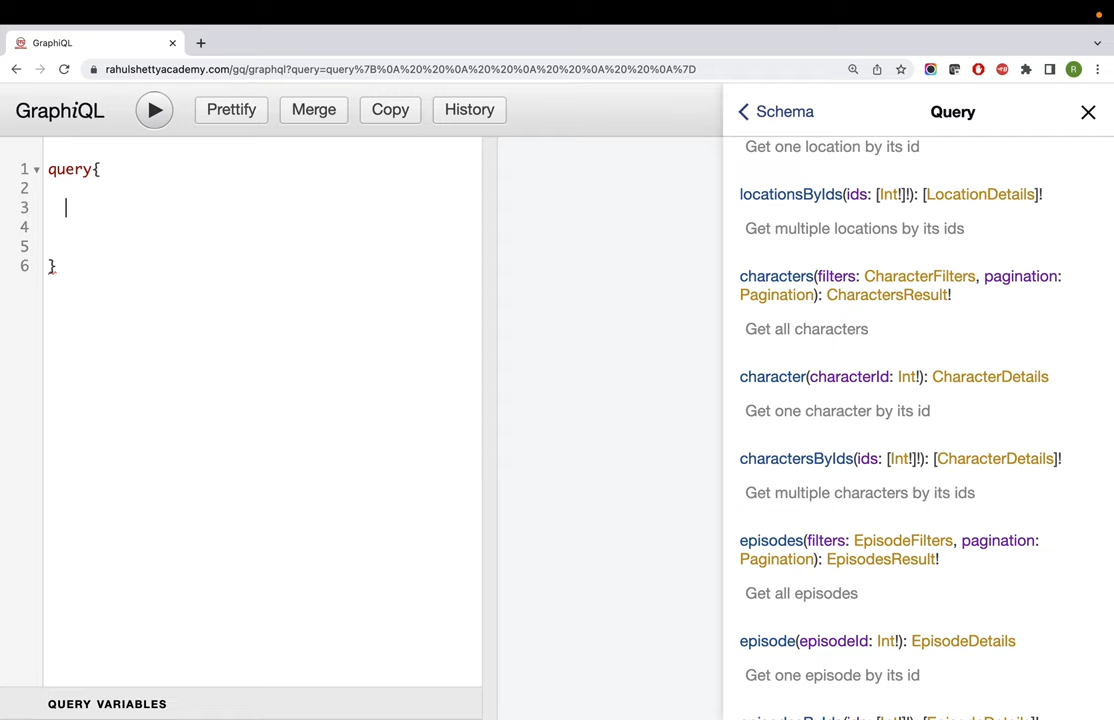 GraphiQL
rahulshettyacademy.com/gq/graphql?query=query%7B%0A%20%20%0A%20%20%0A%20%20%0A%20%20%0A%7D
R
GraphiQL
Prettify
Merge
Copy
History
Schema
Query
1 query{
2
3
4
5
6 }
Get one location by its id
locationsByIds(ids: [Int!]!): [LocationDetails]!
Get multiple locations by its ids
characters(filters: CharacterFilters, pagination:
Pagination): CharactersResult!
Get all characters
character(characterId: Int!): CharacterDetails
Get one character by its id
charactersByIds(ids: [Int!]!): [CharacterDetails]!
Get multiple characters by its ids
episodes(filters: EpisodeFilters, pagination:
Pagination): EpisodesResult!
Get all episodes
episode(episodeId: Int!): EpisodeDetails
Get one episode by its id
episodesByIds(ids: [Int!]!): [EpisodeDetails]!
QUERY VARIABLES